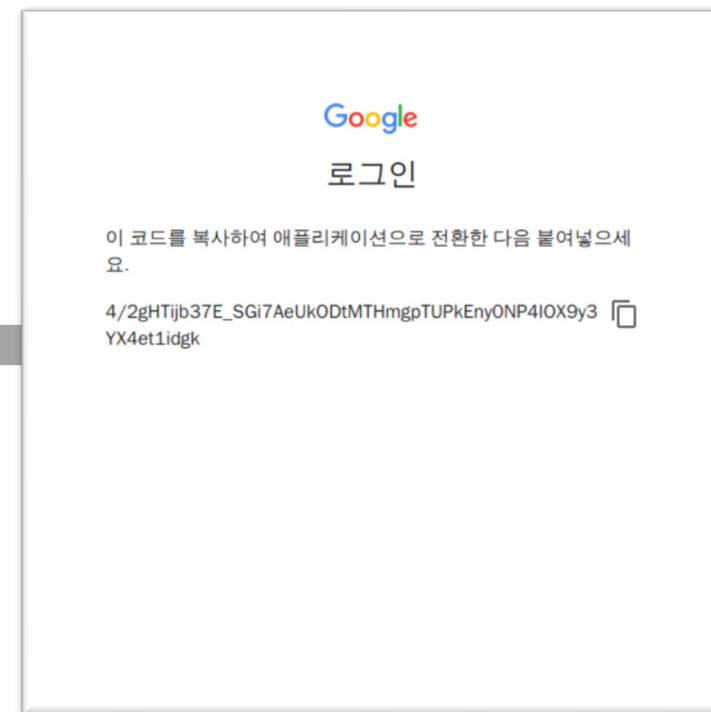 Google
로그인
이 코드를 복사하여 애플리케이션으로 전환한 다음 붙여넣으세
요.
4/2gHTijb37E_SGi7AeUkODtMTHmgpTUPkEny0NP4IOX9y3
YX4et1idgk